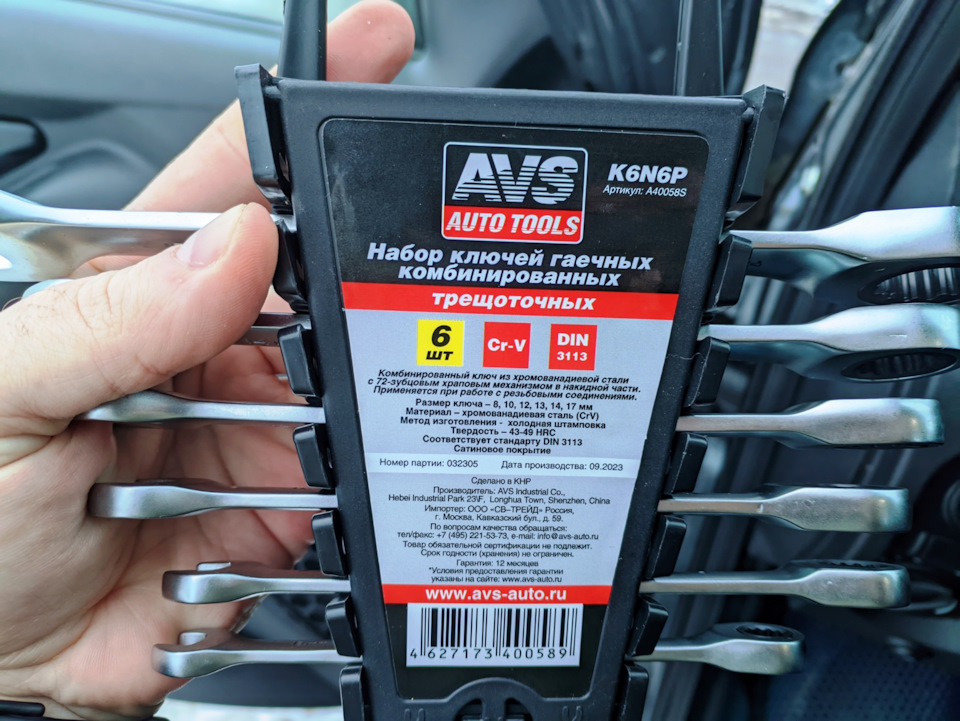 AVS
AUTO TOOLS
K6N6P
Артикул: A40058S
Набор ключей гаечных
комбинированных
трещоточных
6
шт
Cr-V
DIN
3113
Комбинированный ключ из хромованадиевой стали
с 72-зубцовым храповым механизмом в накидной части.
Применяется при работе с резьбовыми соединениями.
Размер ключа – 8, 10, 12, 13, 14, 17 мм
Материал – хромованадиевая сталь (CrV)
Метод изготовления - холодная штамповка
Твердость – 43-49 HRC
Соответствует стандарту DIN 3113
Сатиновое покрытие
Номер партии: 032305 Дата производства: 09.2023
Сделано в КНР
Производитель: AVS Industrial Co.,
Hebei Industrial Park 23\F, Longhua Town, Shenzhen, China
Импортер: ООО «СВ-ТРЕЙД» Россия,
г. Москва, Кавказский бул., д. 59.
По вопросам качества обращаться:
тел/факс: +7 (495) 221-53-73, e-mail: info@avs-auto.ru
Товар обязательной сертификации не подлежит.
Срок годности (хранения) не ограничен.
Гарантия: 12 месяцев
*Условия предоставления гарантии
указаны на сайте: www.avs-auto.ru
www.avs-auto.ru
4 627173 400589